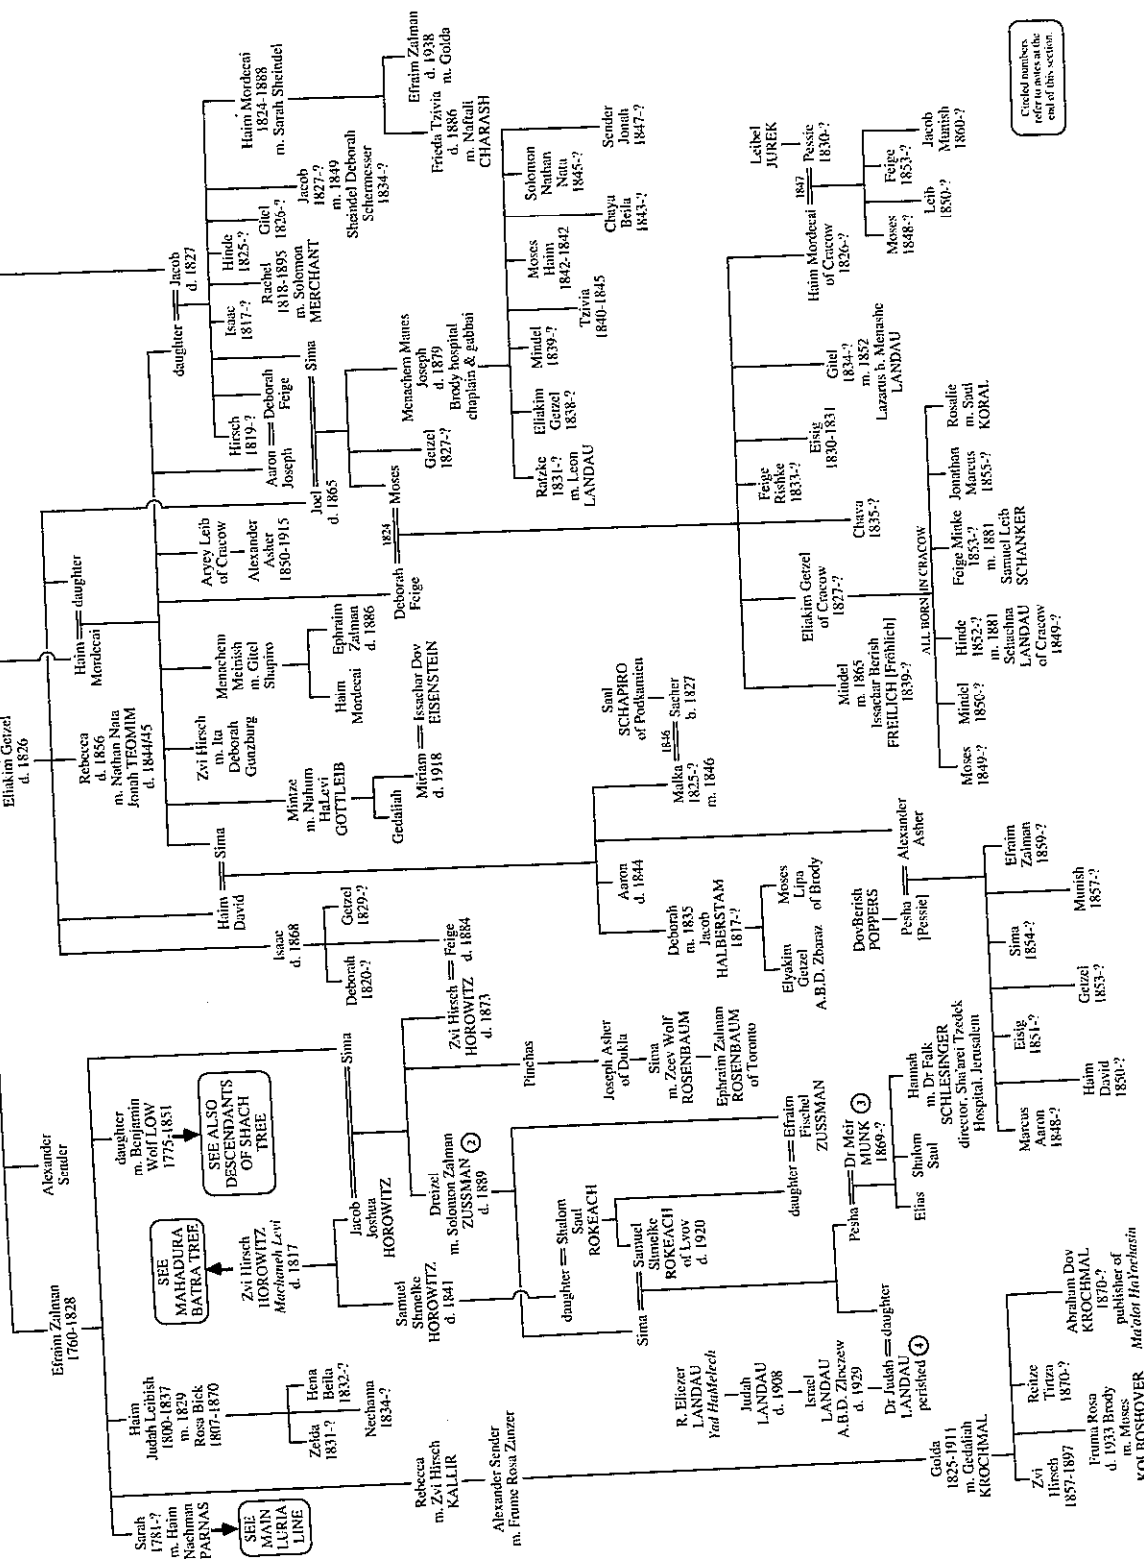 Eliakim Getzel
d. 1826
Efraim Zalman
1760-1828
Alexander
Sender
Sarah
1781-?
m. Haim
Nachman
PARNAS
SEE
MAIN
LURIA
LINE
Haim
Judah Leibish
1800-1837
m. 1829
Rosa Bick
1807-1870
Zelda
1831-?
Hena
Beila
1832-?
Nechama
1834-?
SEE
MAHADURA
BATRA TREE
Zvi Hirsch
HOROWITZ
Machaneh Levi
d. 1817
daughter
m. Benjamin
Wolf LOW
1775-1851
SEE ALSO
DESCENDANTS
OF SHACH
TREE
Rebecca
m. Zvi Hirsch
KALLIR
Alexander Sender
m. Frume Rosa Zanzer
Samuel
Shmelke
HOROWITZ
d. 1841
Jacob
Joshua
HOROWITZ
Sima
Dreizel
m. Solomon Zalman
ZUSSMAN
d. 1889
2
Zvi Hirsch
HOROWITZ
d. 1873
Feige
d. 1884
Pinchas
Joseph Asher
of Dukla
Sima
m. Zeev Wolf
ROSENBAUM
Ephraim Zalman
ROSENBAUM
of Toronto
daughter
Shalom
Saul
ROKEACH
Sima
Samuel
Shmelke
ROKEACH
of Lvov
d. 1920
daughter
Efraim
Fischel
ZUSSMAN
R. Eliezer
LANDAU
Yad HaMelech
Judah
LANDAU
d. 1908
Israel
LANDAU
A.B.D. Zloczew
d. 1929
Dr Judah
LANDAU
perished
4
daughter
Pesha
Dr Meir
MUNK
1869-?
3
Elias
Shalom
Saul
Hannah
m. Dr Falk
SCHLESINGER
director, Sha'arei Tzedek
Hospital, Jerusalem
Golda
1825-1911
m. Gedaliah
KROCHMAL
Zvi
Hirsch
1857-1897
Fruma Rosa
d. 1933 Brody
m. Moses
KOLBOSHOVER
Reitze
Tirtza
1870-?
Abraham Dov
KROCHMAL
1870-?
publisher of
Ma'alot HaYochasin
Rebecca
d. 1856
m. Nathan Nata
Jonah TEOMIM
d. 1844/45
Isaac
d. 1868
Deborah
1820-?
Getzel
1829-?
Haim
David
Sima
Haim
Mordecai
daughter
Mintze
m. Nahum
HaLevi
GOTTLEIB
Gedaliah
Miriam
d. 1918
Issachar Dov
EISENSTEIN
Zvi Hirsch
m. Ita
Deborah
Gunzburg
Menachem
Meinish
m. Gitel
Shapiro
Haim
Mordecai
Ephraim
Zalman
d. 1886
Aryey Leib
of Cracow
Alexander
Asher
1850-1915
Deborah
Feige
1824
Moses
Joel
d. 1865
Sima
Aaron
Joseph
Deborah
Feige
daughter
Jacob
d. 1827
Hirsch
1819-?
Isaac
1817-?
Rachel
1818-1895
m. Solomon
MERCHANT
Hinde
1825-?
Gitel
1826-?
Jacob
1827-?
m. 1849
Sheindel Deborah
Schermesser
1834-?
Haim Mordecai
1824-1888
m. Sarah Sheindel
Frieda Tzivia
d. 1886
m. Naftali
CHARASH
Efraim Zalman
d. 1938
m. Golda
Getzel
1827-?
Menachem Manes
Joseph
d. 1879
Brody hospital
chaplain & gabbai
Ratzke
1831-?
m. Leon
LANDAU
Eliakim
Getzel
1838-?
Mindel
1839-?
Tzivia
1840-1845
Moses
Haim
1842-1842
Chaya
Beila
1843-?
Solomon
Nathan
Nata
1845-?
Sender
Jonah
1847-?
Deborah
m. 1835
Jacob
HALBERSTAM
1817-?
Elyakim
Getzel
A.B.D. Zbaraz
Moses
Lipa
of Brody
Aaron
d. 1844
Saul
SCHAPIRO
of Podkamien
Malka
1825-?
m. 1846
1846
Sacher
b. 1827
DovBerish
POPPERS
Pesha
[Pessie]
Alexander
Asher
Marcus
Aaron
1848-?
Haim
David
1850-?
Eisig
1851-?
Getzel
1853-?
Sima
1854-?
Munish
1857-?
Efraim
Zalman
1859-?
Mindel
m. 1865
Issachar Berish
FREILICH [Fröhlich]
1839-?
Eliakim Getzel
of Cracow
1827-?
Chava
1835-?
Feige
Rishke
1833-?
Eisig
1830-1831
Gitel
1834-?
m. 1852
Lazarus b. Menashe
LANDAU
Haim Mordecai
of Cracow
1826-?
1847
Leibel
JUREK
Pessie
1830-?
Moses
1848-?
Leib
1850-?
Feige
1853-?
Jacob
Munish
1860-?
ALL BORN IN CRACOW
Moses
1849-?
Mindel
1850-?
Hinde
1852-?
m. 1881
Schachna
LANDAU
of Cracow
1849-?
Feige Minke
1853-?
m. 1881
Samuel Leib
SCHANKER
Jonathan
Marcus
1855-?
Rosalie
m. Saul
KORAL
Circled numbers
refer to notes at the
end of this section.